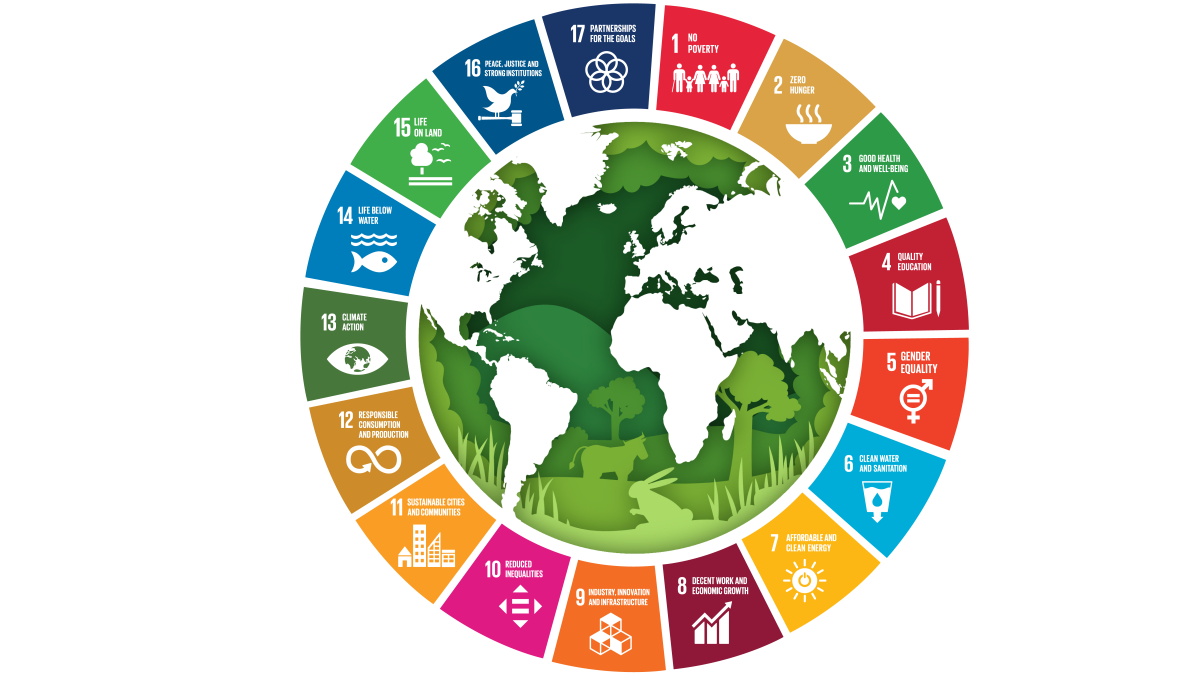 1 NO
POVERTY
2 ZERO
HUNGER
3 GOOD HEALTH
AND WELL-BEING
4 QUALITY
EDUCATION
5 GENDER
EQUALITY
6 CLEAN WATER
AND SANITATION
7 AFFORDABLE AND
CLEAN ENERGY
8 DECENT WORK AND
ECONOMIC GROWTH
9 INDUSTRY, INNOVATION
AND INFRASTRUCTURE
10 REDUCED
INEQUALITIES
11 SUSTAINABLE CITIES
AND COMMUNITIES
12 RESPONSIBLE
CONSUMPTION
AND PRODUCTION
13 CLIMATE
ACTION
14 LIFE BELOW
WATER
15 LIFE
ON LAND
16 PEACE, JUSTICE AND
STRONG INSTITUTIONS
17 PARTNERSHIPS
FOR THE GOALS